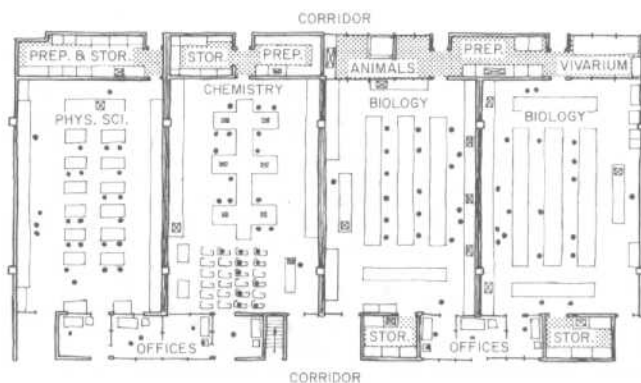 CORRIDOR
PREP. & STOR.
STOR.
PREP.
ANIMALS
PREP.
VIVARIUM
PHYS. SCI.
CHEMISTRY
BIOLOGY
BIOLOGY
OFFICES
STOR.
OFFICES
STOR.
CORRIDOR